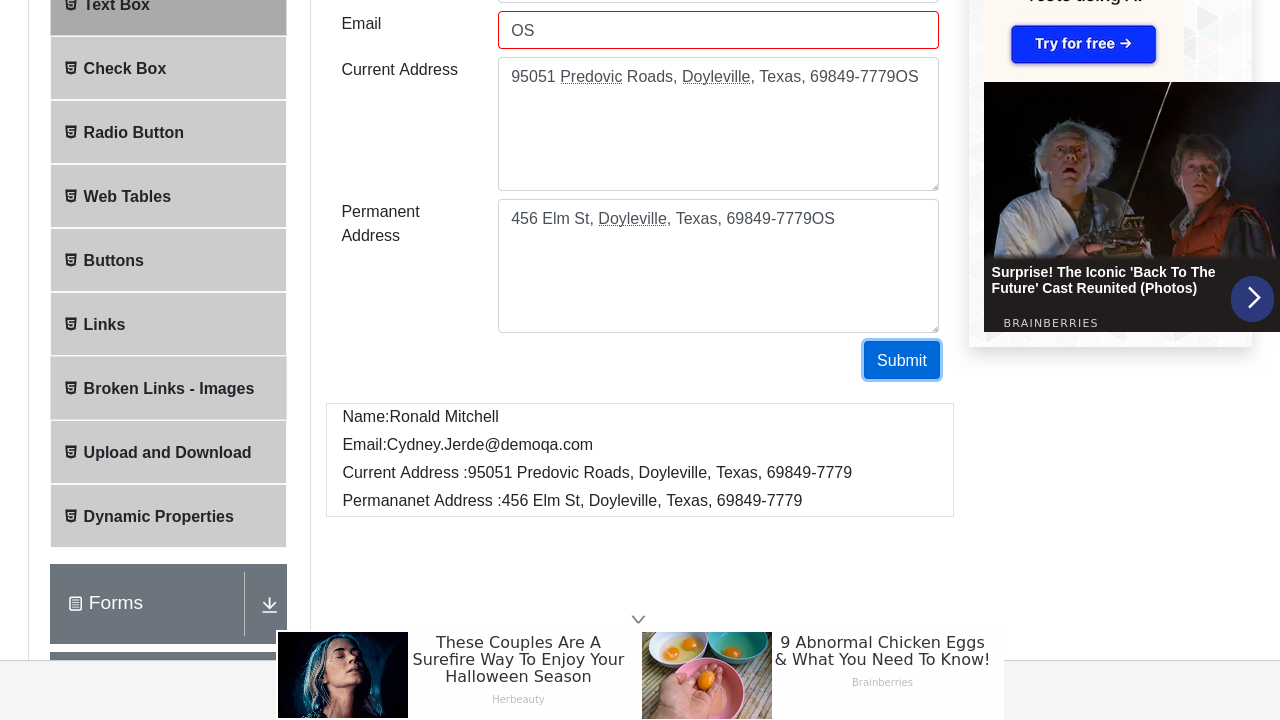 Text Box
Check Box
Radio Button
Web Tables
Buttons
Links
Broken Links - Images
Upload and Download
Dynamic Properties
Forms
Email
OS
Current Address
95051 Predovic Roads, Doyleville, Texas, 69849-7779OS
Permanent
Address
456 Elm St, Doyleville, Texas, 69849-7779OS
Submit
Name:Ronald Mitchell
Email:Cydney.Jerde@demoqa.com
Current Address :95051 Predovic Roads, Doyleville, Texas, 69849-7779
Permananet Address :456 Elm St, Doyleville, Texas, 69849-7779
Try for free →
Surprise! The Iconic 'Back To The
Future' Cast Reunited (Photos)
BRAINBERRIES
These Couples Are A
Surefire Way To Enjoy Your
Halloween Season
Herbeauty
9 Abnormal Chicken Eggs
& What You Need To Know!
Brainberries